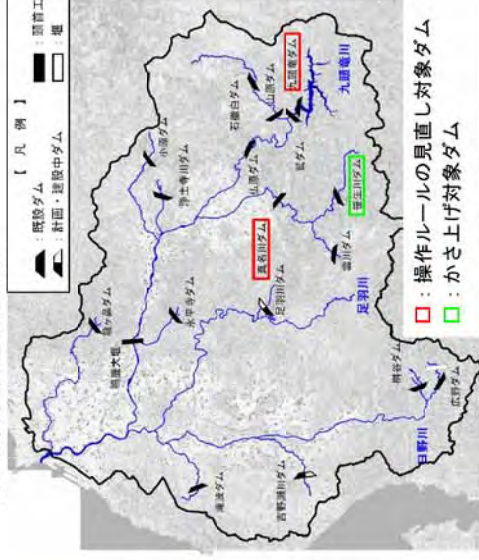 【 凡 例 】
：既設ダム
：計画・建設中ダム
：頭首工
：堰
龍ヶ鼻ダム
鳴鹿大堰
永平寺ダム
浄土寺川ダム
小原ダム
石徹白ダム
山原ダム
九頭竜ダム
鷲ダム
仏原ダム
真名川ダム
笹生川ダム
雲川ダム
足羽川ダム
滝波ダム
吉野瀬川ダム
桝谷ダム
広野ダム
九頭竜川
足羽川
日野川
：操作ルールの見直し対象ダム
：かさ上げ対象ダム